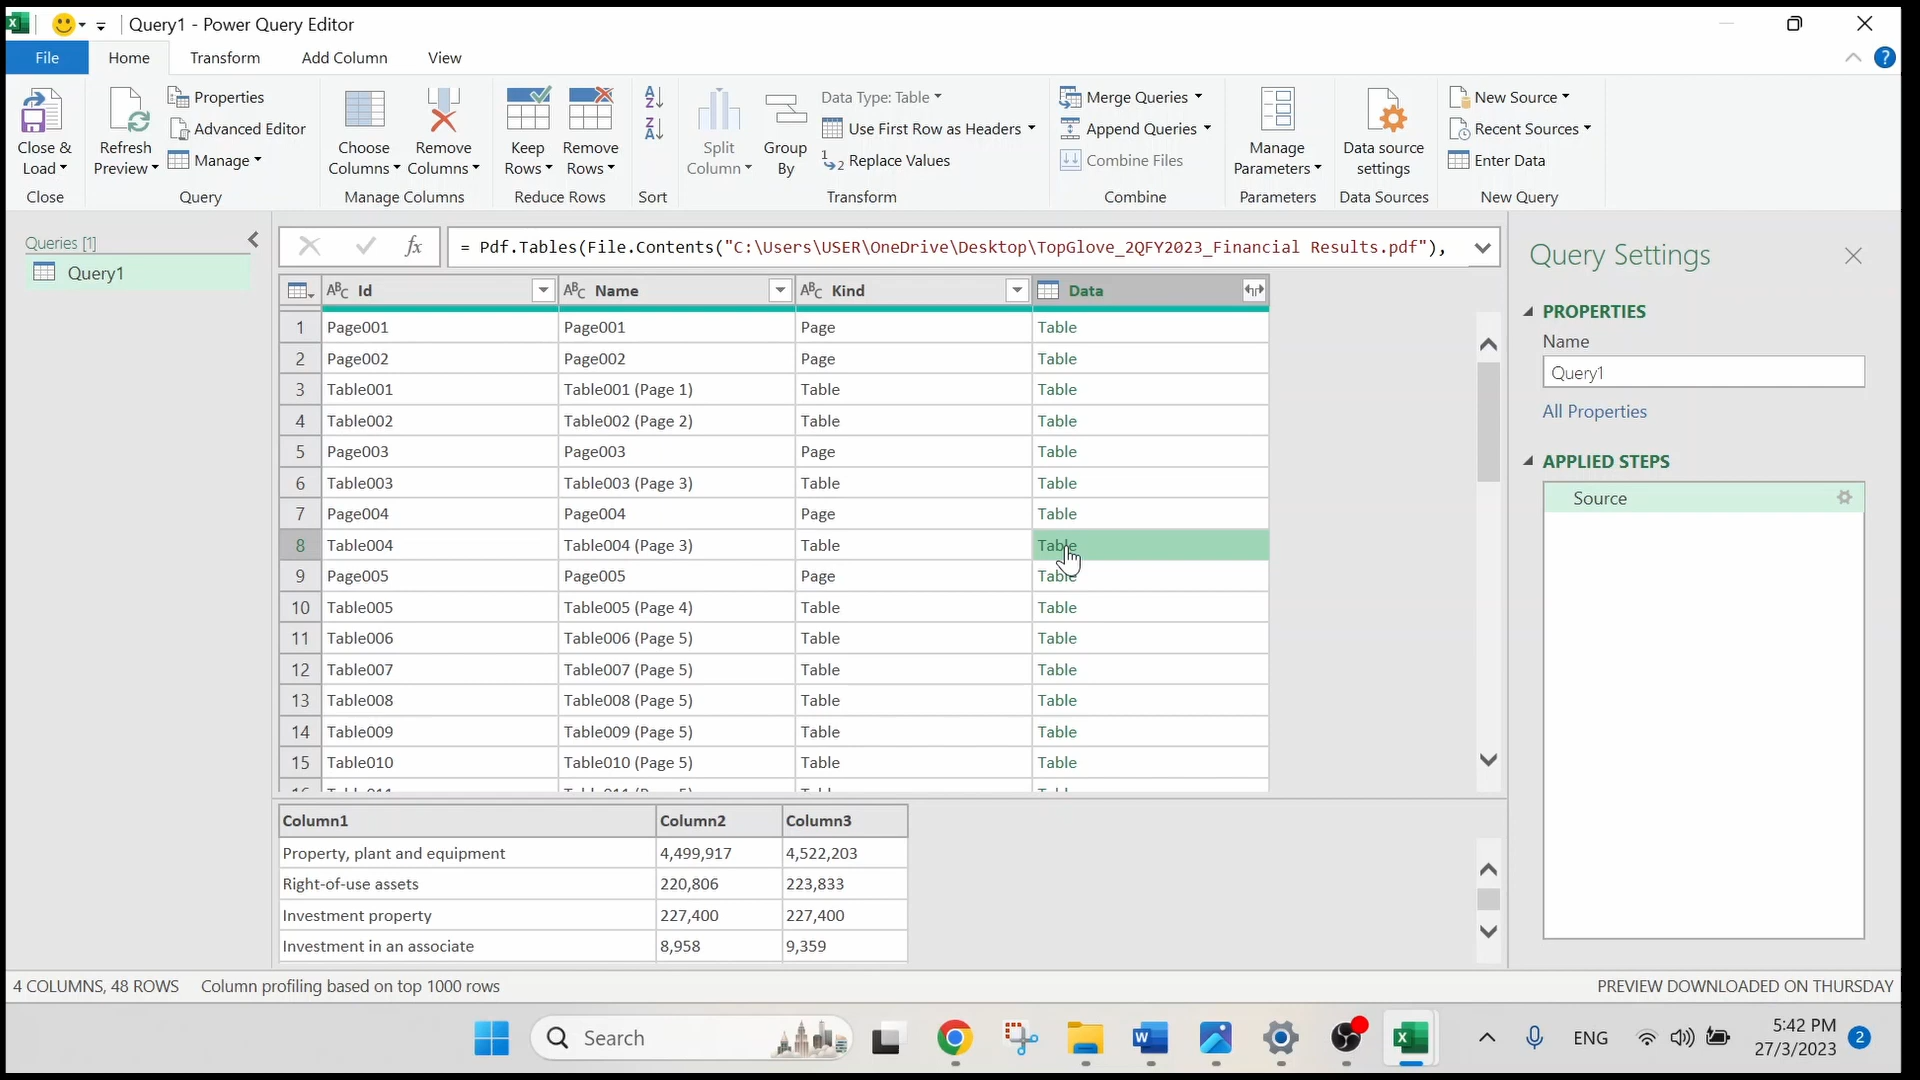 Query1 - Power Query Editor
File Home Transform Add Column View
Close & Load
Close
Refresh Preview
Properties
Advanced Editor
Manage
Query
Choose Columns
Remove Columns
Manage Columns
Keep Rows
Remove Rows
Reduce Rows
Sort
Split Column
Group By
Data Type: Table
Use First Row as Headers
Replace Values
Transform
Merge Queries
Append Queries
Combine Files
Combine
Manage Parameters
Parameters
Data source settings
Data Sources
New Source
Recent Sources
Enter Data
New Query
Queries [1]
Query1
fx = Pdf.Tables(File.Contents("C:\Users\USER\OneDrive\Desktop\TopGlove_2QFY2023_Financial Results.pdf"),
ABC Id ABC Name ABC Kind Data
1 Page001 Page001 Page Table
2 Page002 Page002 Page Table
3 Table001 Table001 (Page 1) Table Table
4 Table002 Table002 (Page 2) Table Table
5 Page003 Page003 Page Table
6 Table003 Table003 (Page 3) Table Table
7 Page004 Page004 Page Table
8 Table004 Table004 (Page 3) Table Table
9 Page005 Page005 Page Table
10 Table005 Table005 (Page 4) Table Table
11 Table006 Table006 (Page 5) Table Table
12 Table007 Table007 (Page 5) Table Table
13 Table008 Table008 (Page 5) Table Table
14 Table009 Table009 (Page 5) Table Table
15 Table010 Table010 (Page 5) Table Table
Column1 Column2 Column3
Property, plant and equipment 4,499,917 4,522,203
Right-of-use assets 220,806 223,833
Investment property 227,400 227,400
Investment in an associate 8,958 9,359
Query Settings
PROPERTIES
Name
Query1
All Properties
APPLIED STEPS
Source
4 COLUMNS, 48 ROWS Column profiling based on top 1000 rows PREVIEW DOWNLOADED ON THURSDAY
Search
ENG
5:42 PM
27/3/2023
2